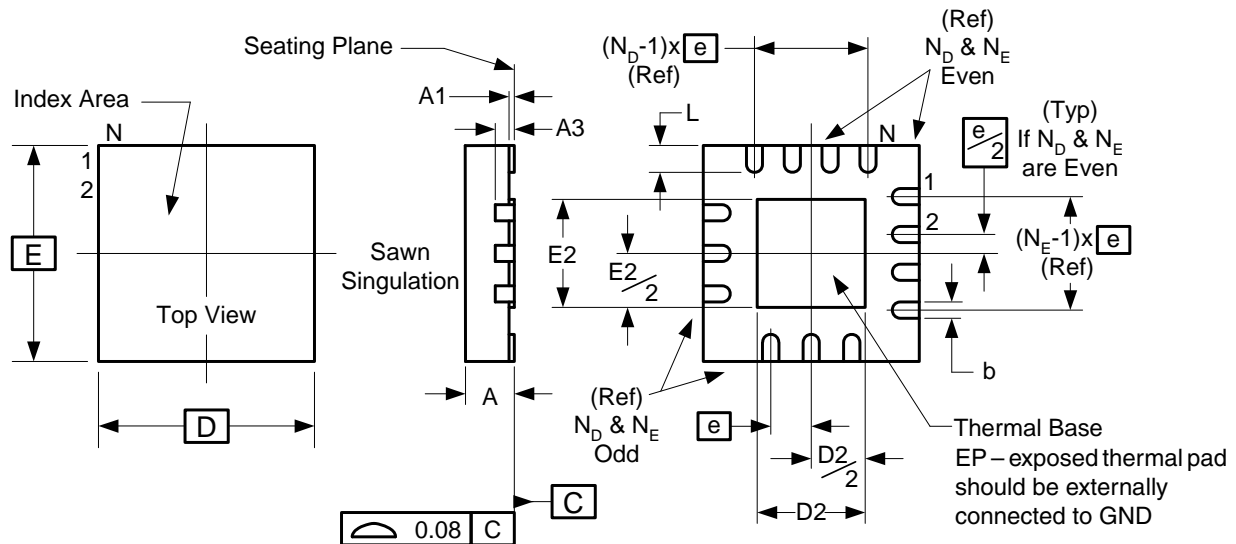 Seating Plane
Index Area
N
1
2
E
Top View
D
A1
A3
Sawn
Singulation
A
C
0.08 C
(N_D-1)x e
(Ref)
(Ref)
N_D & N_E
Even
L
N
e/2
(Typ)
If N_D & N_E
are Even
1
2
(N_E-1)x e
(Ref)
E2
E2/2
b
(Ref)
N_D & N_E
Odd
e
D2/2
D2
Thermal Base
EP – exposed thermal pad
should be externally
connected to GND